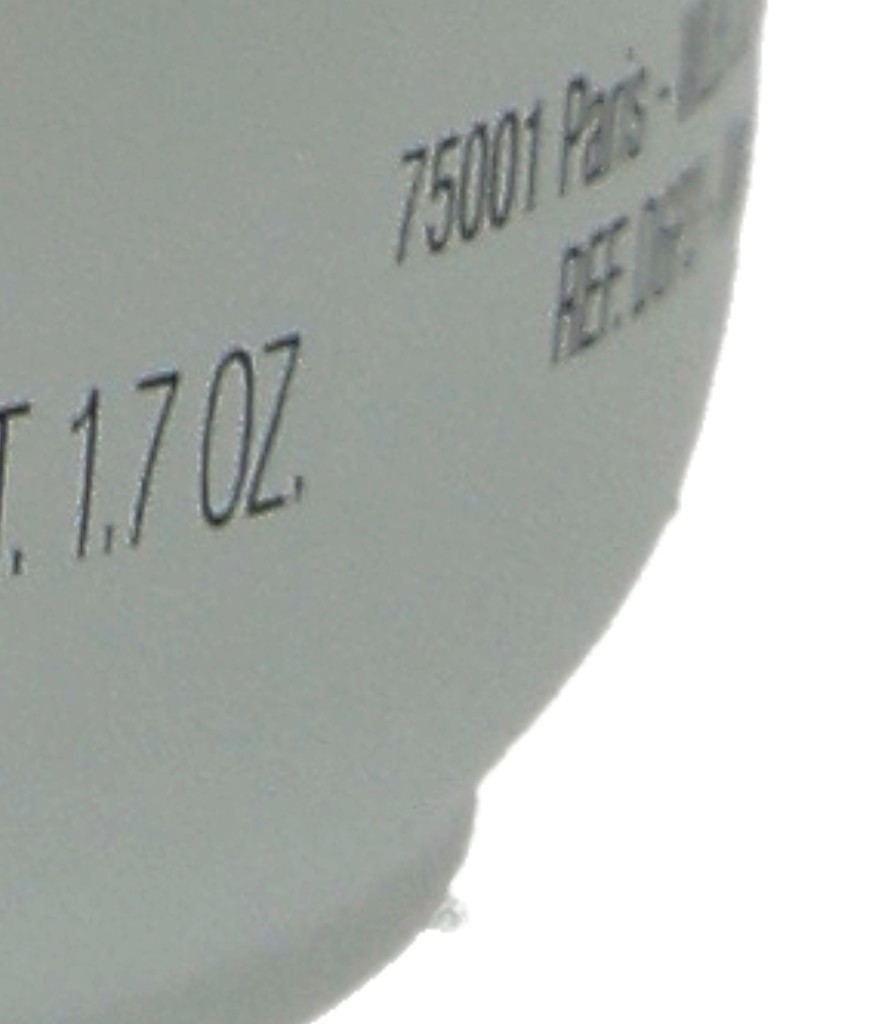 75001 Paris -
REF.
T. 1.7 OZ.